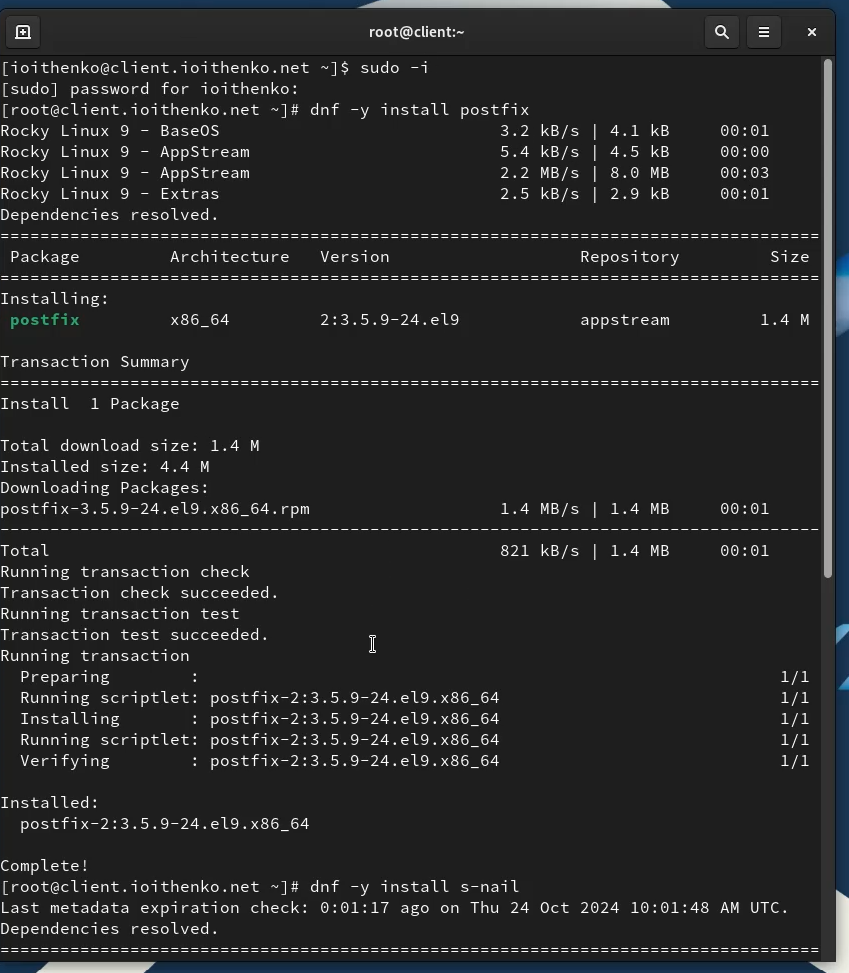 root@client:~
[ioithenko@client.ioithenko.net ~]$ sudo -i
[sudo] password for ioithenko:
[root@client.ioithenko.net ~]# dnf -y install postfix
Rocky Linux 9 - BaseOS                            3.2 kB/s | 4.1 kB     00:01
Rocky Linux 9 - AppStream                         5.4 kB/s | 4.5 kB     00:00
Rocky Linux 9 - AppStream                         2.2 MB/s | 8.0 MB     00:03
Rocky Linux 9 - Extras                            2.5 kB/s | 2.9 kB     00:01
Dependencies resolved.
==================================================================================
 Package         Architecture   Version                   Repository         Size
==================================================================================
Installing:
 postfix         x86_64         2:3.5.9-24.el9            appstream         1.4 M

Transaction Summary
==================================================================================
Install  1 Package

Total download size: 1.4 M
Installed size: 4.4 M
Downloading Packages:
postfix-3.5.9-24.el9.x86_64.rpm                   1.4 MB/s | 1.4 MB     00:01
----------------------------------------------------------------------------------
Total                                             821 kB/s | 1.4 MB     00:01
Running transaction check
Transaction check succeeded.
Running transaction test
Transaction test succeeded.
Running transaction
  Preparing        :                                                          1/1
  Running scriptlet: postfix-2:3.5.9-24.el9.x86_64                            1/1
  Installing       : postfix-2:3.5.9-24.el9.x86_64                            1/1
  Running scriptlet: postfix-2:3.5.9-24.el9.x86_64                            1/1
  Verifying        : postfix-2:3.5.9-24.el9.x86_64                            1/1

Installed:
  postfix-2:3.5.9-24.el9.x86_64

Complete!
[root@client.ioithenko.net ~]# dnf -y install s-nail
Last metadata expiration check: 0:01:17 ago on Thu 24 Oct 2024 10:01:48 AM UTC.
Dependencies resolved.
==================================================================================